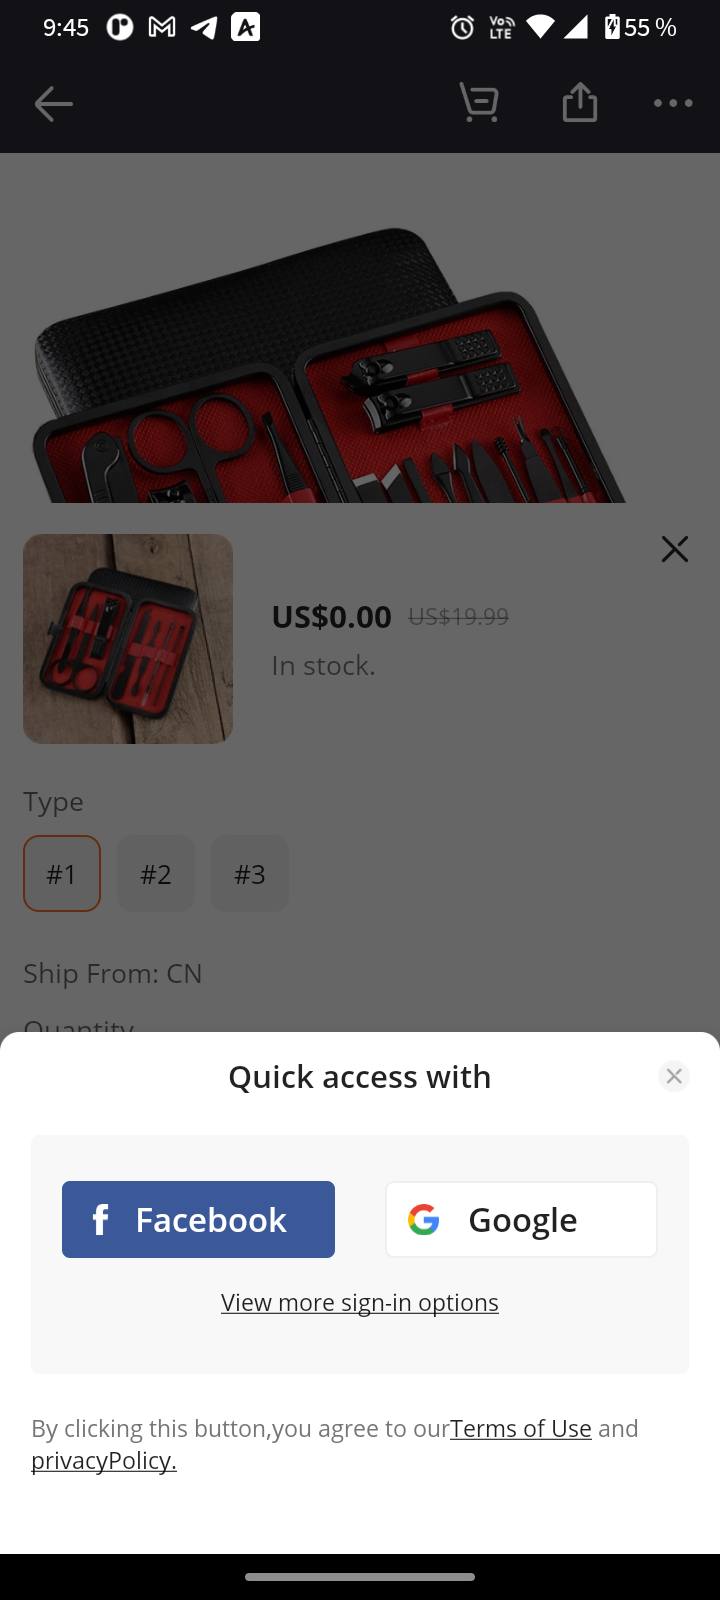 9:45
Vo
LTE
55 %
US$0.00 US$19.99
In stock.
Type
#1 #2 #3
Ship From: CN
Quantity
Quick access with
Facebook
Google
View more sign-in options
By clicking this button,you agree to ourTerms of Use and
privacyPolicy.